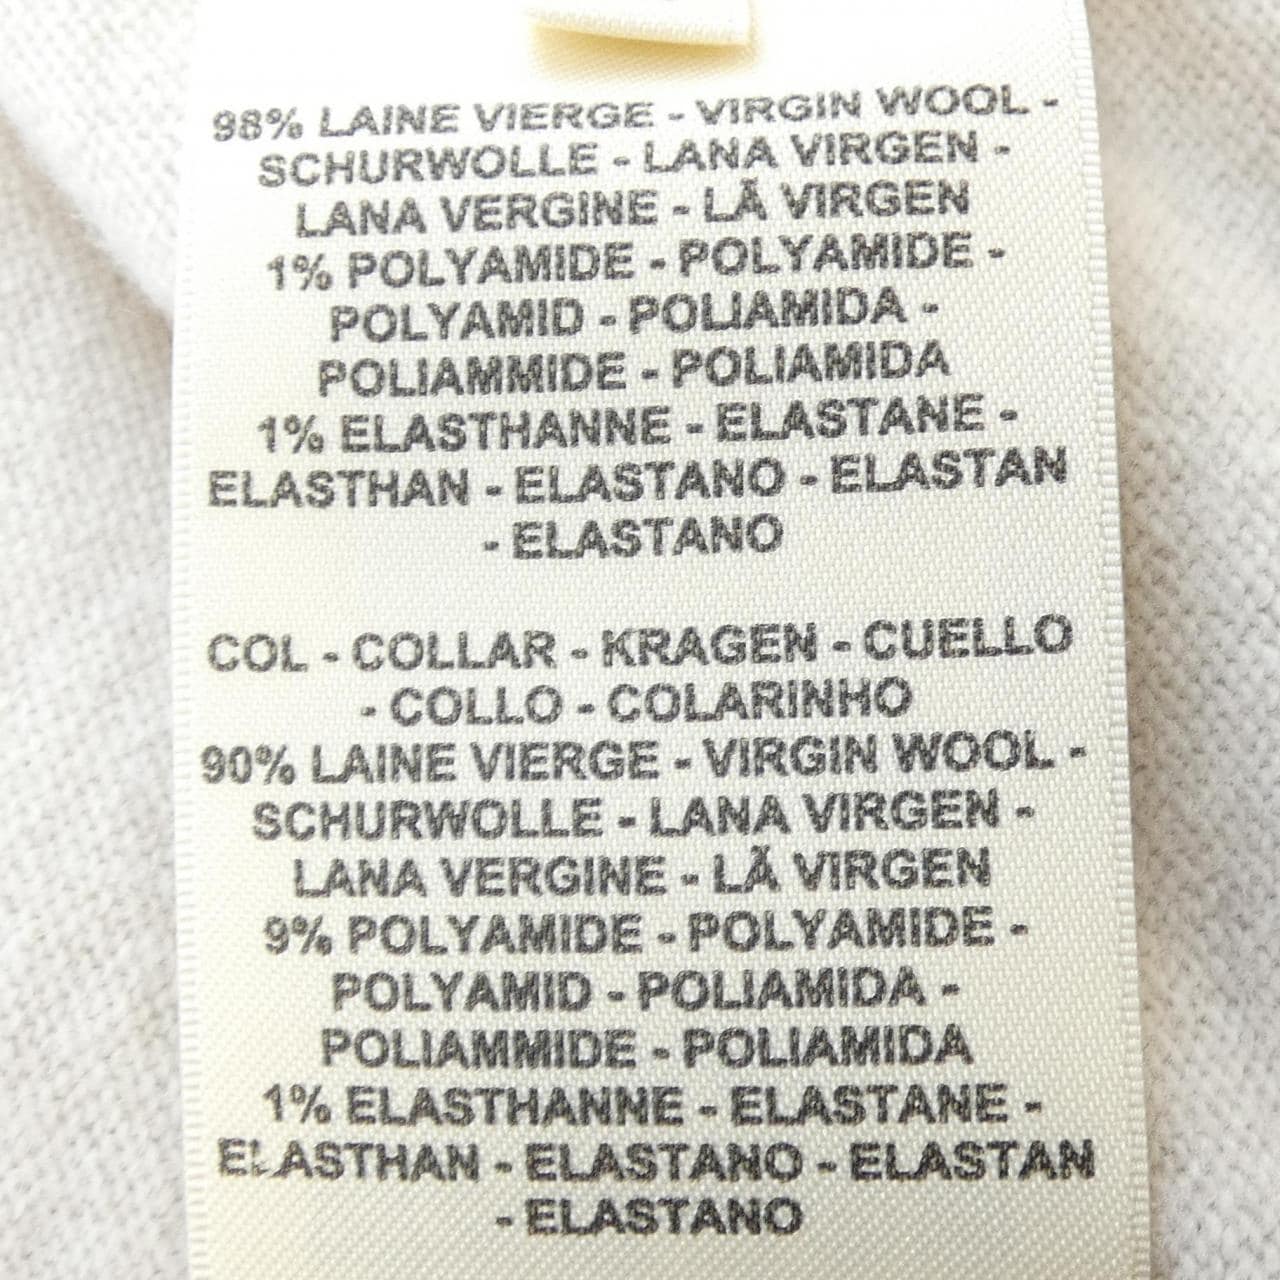 98% LAINE VIERGE - VIRGIN WOOL -
SCHURWOLLE - LANA VIRGEN -
LANA VERGINE - LÃ VIRGEN
1% POLYAMIDE - POLYAMIDE -
POLYAMID - POLIAMIDA -
POLIAMMIDE - POLIAMIDA
1% ELASTHANNE - ELASTANE -
ELASTHAN - ELASTANO - ELASTAN
- ELASTANO
COL - COLLAR - KRAGEN - CUELLO
- COLLO - COLARINHO
90% LAINE VIERGE - VIRGIN WOOL -
SCHURWOLLE - LANA VIRGEN -
LANA VERGINE - LÃ VIRGEN
9% POLYAMIDE - POLYAMIDE -
POLYAMID - POLIAMIDA -
POLIAMMIDE - POLIAMIDA
1% ELASTHANNE - ELASTANE -
ELASTHAN - ELASTANO - ELASTAN
- ELASTANO